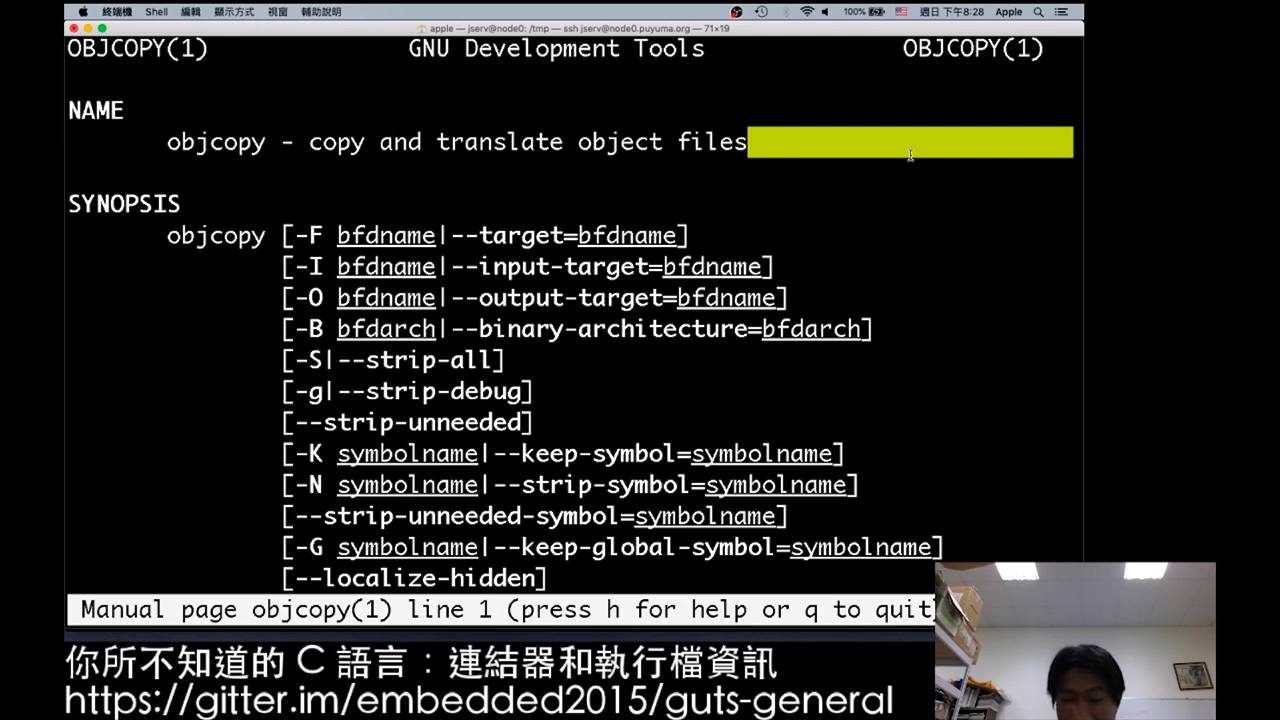 終端機 Shell 編輯 顯示方式 視窗 輔助說明 100% 週日下午8:28 Apple
apple — jserv@node0: /tmp — ssh jserv@node0.puyuma.org — 71×19
OBJCOPY(1) GNU Development Tools OBJCOPY(1)
NAME
objcopy - copy and translate object files
SYNOPSIS
objcopy [-F bfdname|--target=bfdname]
[-I bfdname|--input-target=bfdname]
[-O bfdname|--output-target=bfdname]
[-B bfdarch|--binary-architecture=bfdarch]
[-S|--strip-all]
[-g|--strip-debug]
[--strip-unneeded]
[-K symbolname|--keep-symbol=symbolname]
[-N symbolname|--strip-symbol=symbolname]
[--strip-unneeded-symbol=symbolname]
[-G symbolname|--keep-global-symbol=symbolname]
[--localize-hidden]
Manual page objcopy(1) line 1 (press h for help or q to quit)
你所不知道的 C 語言：連結器和執行檔資訊
https://gitter.im/embedded2015/guts-general